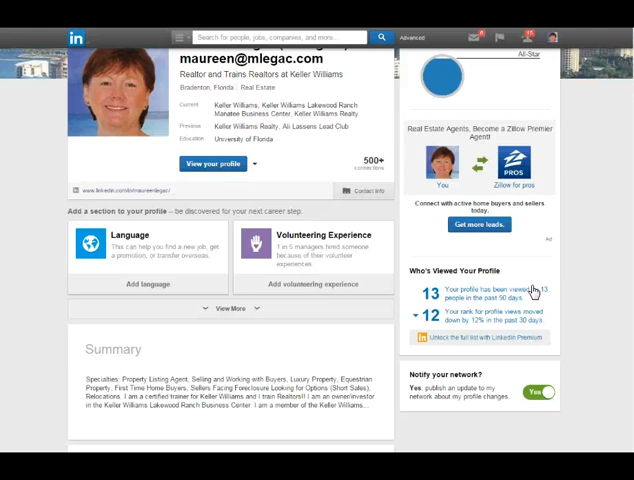 in
Search for people, jobs, companies, and more...
Advanced
maureen@mlegac.com
Realtor and Trains Realtors at Keller Williams
Bradenton, Florida | Real Estate
Current Keller Williams, Keller Williams Lakewood Ranch
Manatee Business Center, Keller Williams Realty
Previous Keller Williams Realty, Ali Lassens Lead Club
Education University of Florida
View your profile
500+
connections
www.linkedin.com/in/maureenlegac/
Contact Info
Add a section to your profile – be discovered for your next career step.
Language
This can help you find a new job, get
a promotion, or transfer overseas.
Add language
Volunteering Experience
1 in 5 managers hired someone
because of their volunteer
experiences.
Add volunteering experience
View More
Summary
Specialties: Property Listing Agent, Selling and Working with Buyers, Luxury Property, Equestrian
Property, First Time Home Buyers, Sellers Facing Foreclosure Looking for Options (Short Sales),
Relocations. I am a certified trainer for Keller Williams and I train Realtors!! I am an owner/investor
in the Keller Williams Lakewood Ranch Business Center. I am a member of the Keller Williams...
All-Star
Real Estate Agents, Become a Zillow Premier
Agent!
PROS
You
Zillow for pros
Connect with active home buyers and sellers
today.
Get more leads.
Ad
Who's Viewed Your Profile
13 Your profile has been viewed 13
people in the past 90 days.
12 Your rank for profile views moved
down by 12% in the past 30 days.
in Unlock the full list with LinkedIn Premium
Notify your network?
Yes, publish an update to my
network about my profile changes.
Yes